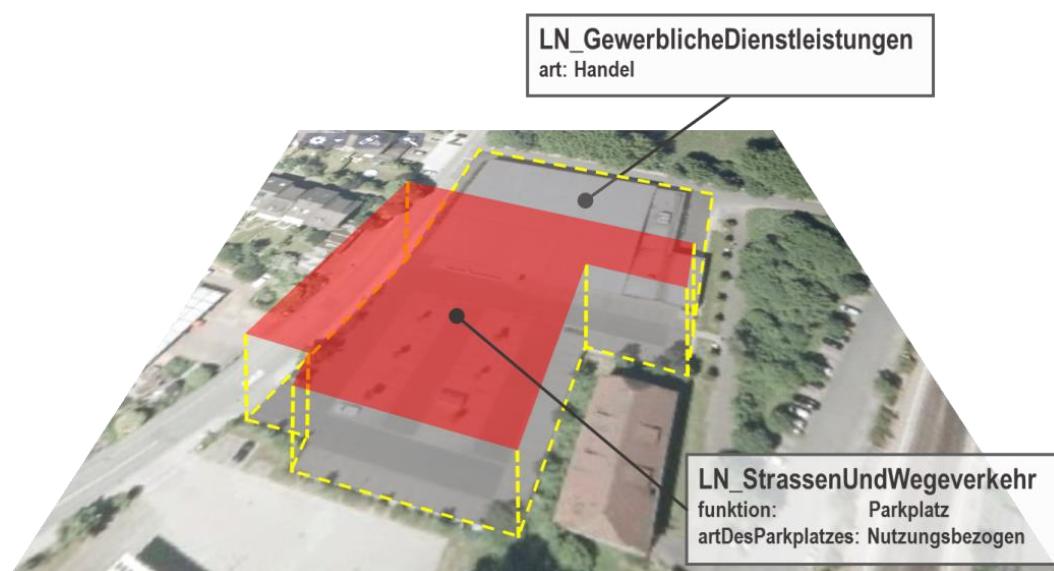 LN_GewerblicheDienstleistungen
art: Handel
LN_StrassenUndWegeverkehr
funktion: Parkplatz
artDesParkplatzes: Nutzungsbezogen